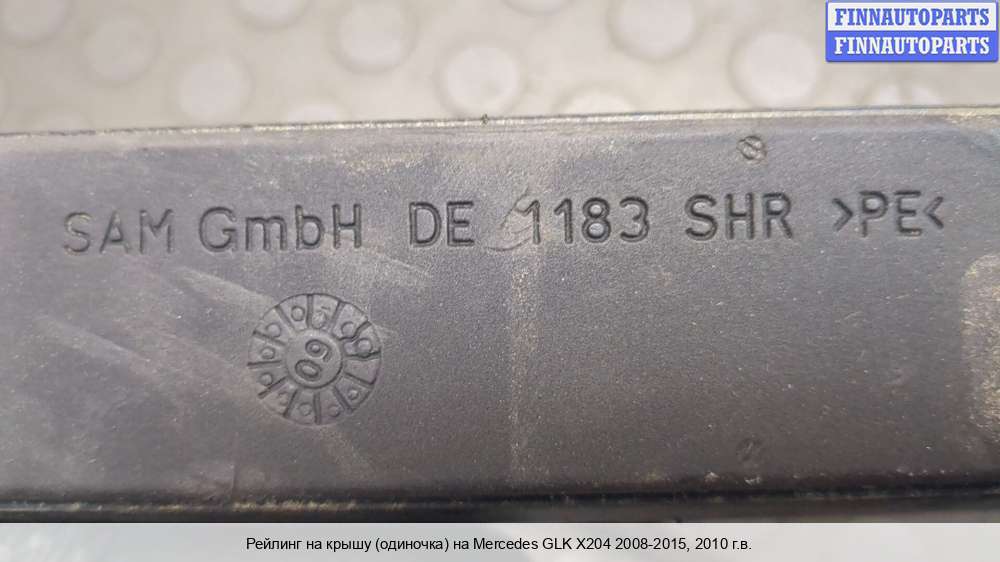 FINNAUTOPARTS
FINNAUTOPARTS
SAM GmbH DE 1183 SHR >PE<
09
Рейлинг на крышу (одиночка) на Mercedes GLK X204 2008-2015, 2010 г.в.